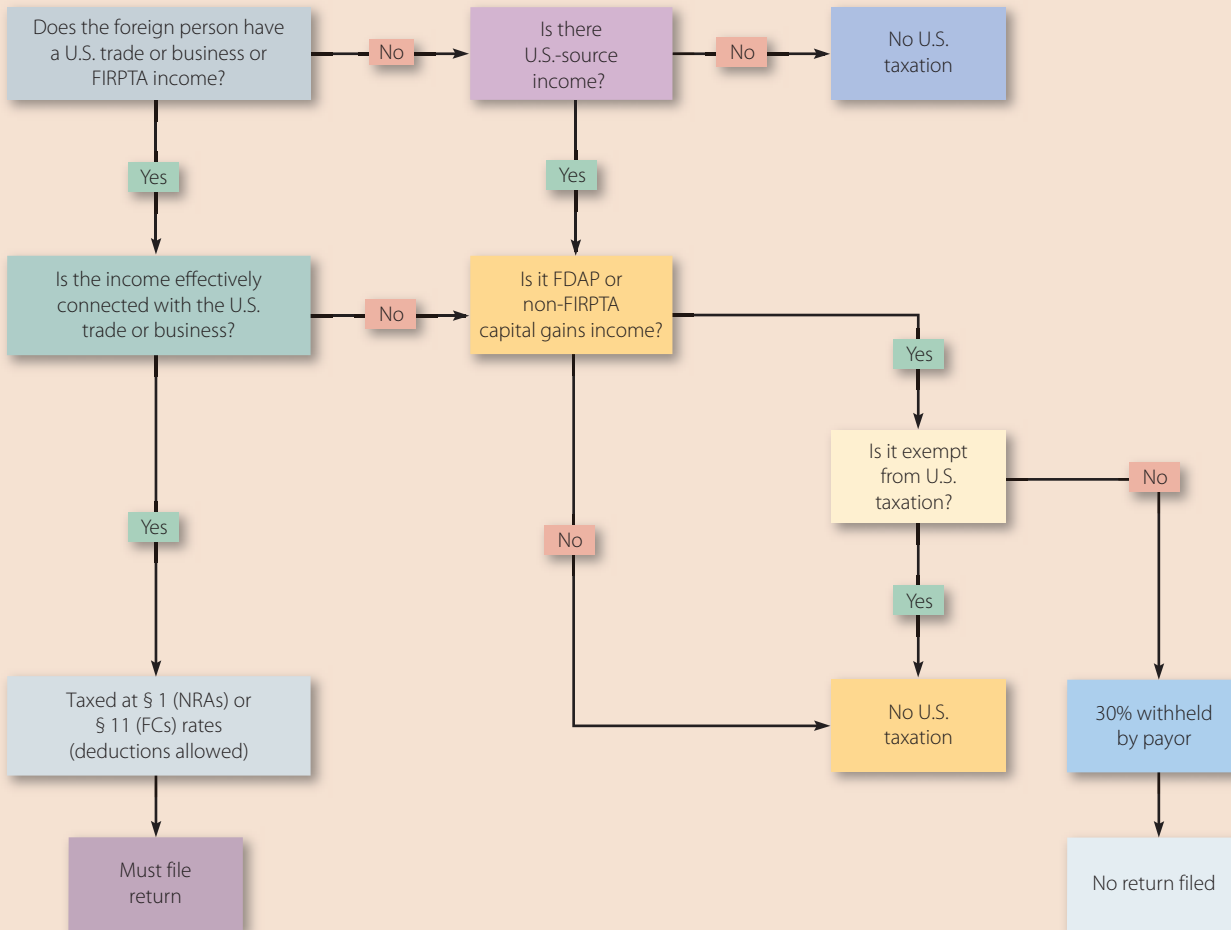 Does the foreign person have
a U.S. trade or business or
FIRPTA income?
No
Is there
U.S.-source
income?
No
No U.S.
taxation
Yes
Yes
Is the income effectively
connected with the U.S.
trade or business?
No
Is it FDAP or
non-FIRPTA
capital gains income?
Yes
Is it exempt
from U.S.
taxation?
No
Yes
No
Yes
Taxed at § 1 (NRAs) or
§ 11 (FCs) rates
(deductions allowed)
No U.S.
taxation
30% withheld
by payor
Must file
return
No return filed